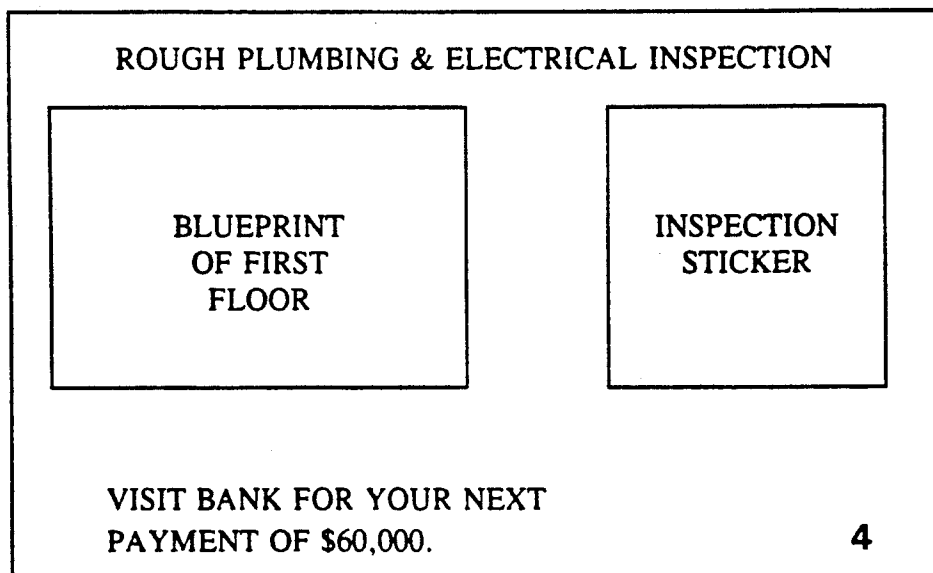 ROUGH PLUMBING & ELECTRICAL INSPECTION
BLUEPRINT
OF FIRST
FLOOR
INSPECTION
STICKER
VISIT BANK FOR YOUR NEXT
PAYMENT OF $60,000.
4